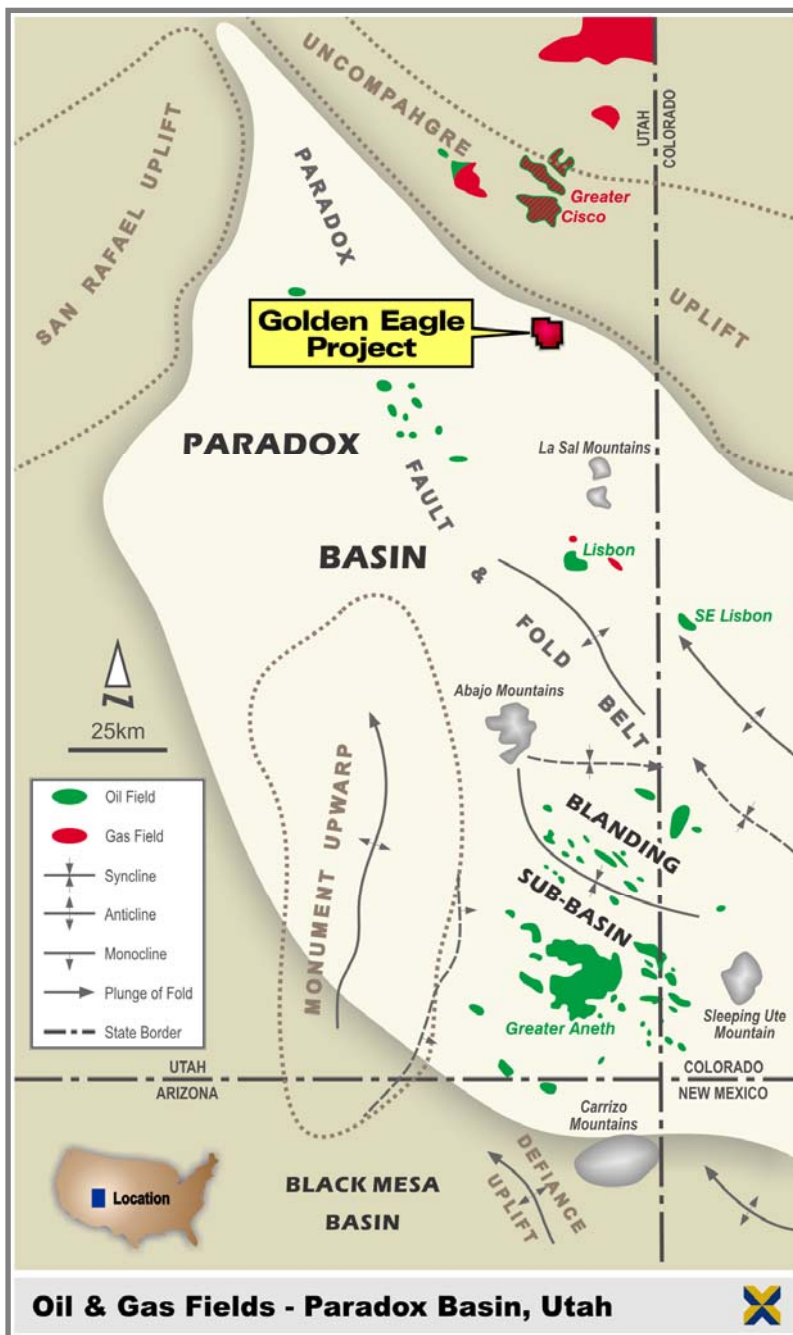 UNCOMPAHGRE
UPLIFT
SAN RAFAEL UPLIFT
UTAH
COLORADO
PARADOX
Greater
Cisco
Golden Eagle
Project
PARADOX
BASIN
FAULT
&
FOLD
BELT
La Sal Mountains
Lisbon
SE Lisbon
Abajo Mountains
N
25km
MONUMENT UPWARP
BLANDING
SUB-BASIN
Greater Aneth
Sleeping Ute
Mountain
Oil Field
Gas Field
Syncline
Anticline
Monocline
Plunge of Fold
State Border
UTAH
ARIZONA
COLORADO
NEW MEXICO
Carrizo
Mountains
DEFIANCE
UPLIFT
BLACK MESA
BASIN
Location
Oil & Gas Fields - Paradox Basin, Utah